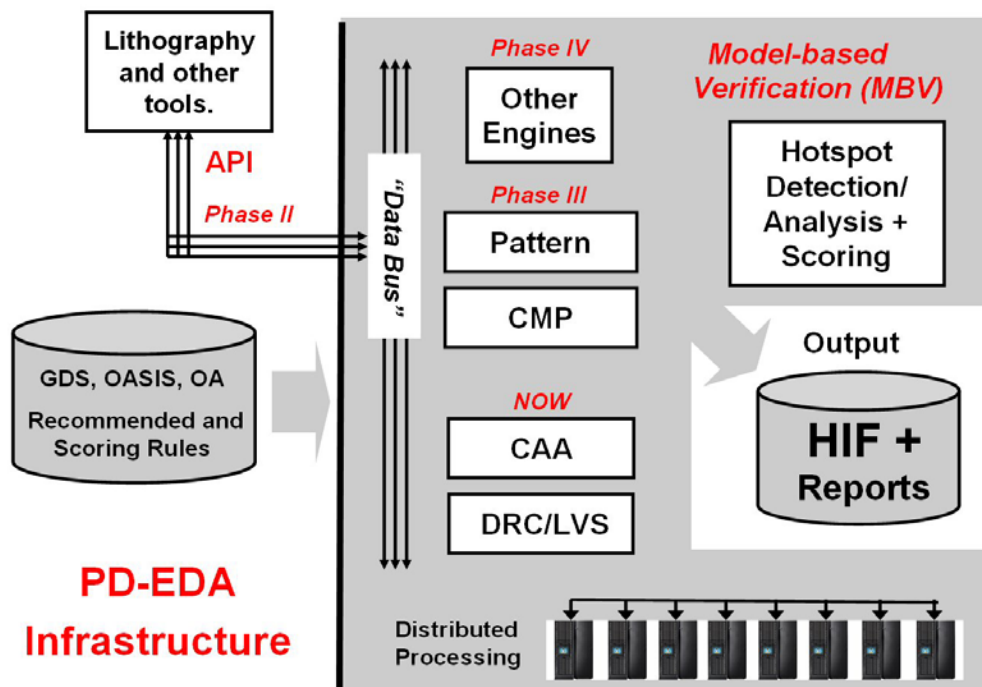 Lithography
and other
tools.
API
Phase II
GDS, OASIS, OA
Recommended and
Scoring Rules
PD-EDA
Infrastructure
"Data Bus"
Phase IV
Other
Engines
Phase III
Pattern
CMP
NOW
CAA
DRC/LVS
Model-based
Verification (MBV)
Hotspot
Detection/
Analysis +
Scoring
Output
HIF +
Reports
Distributed
Processing